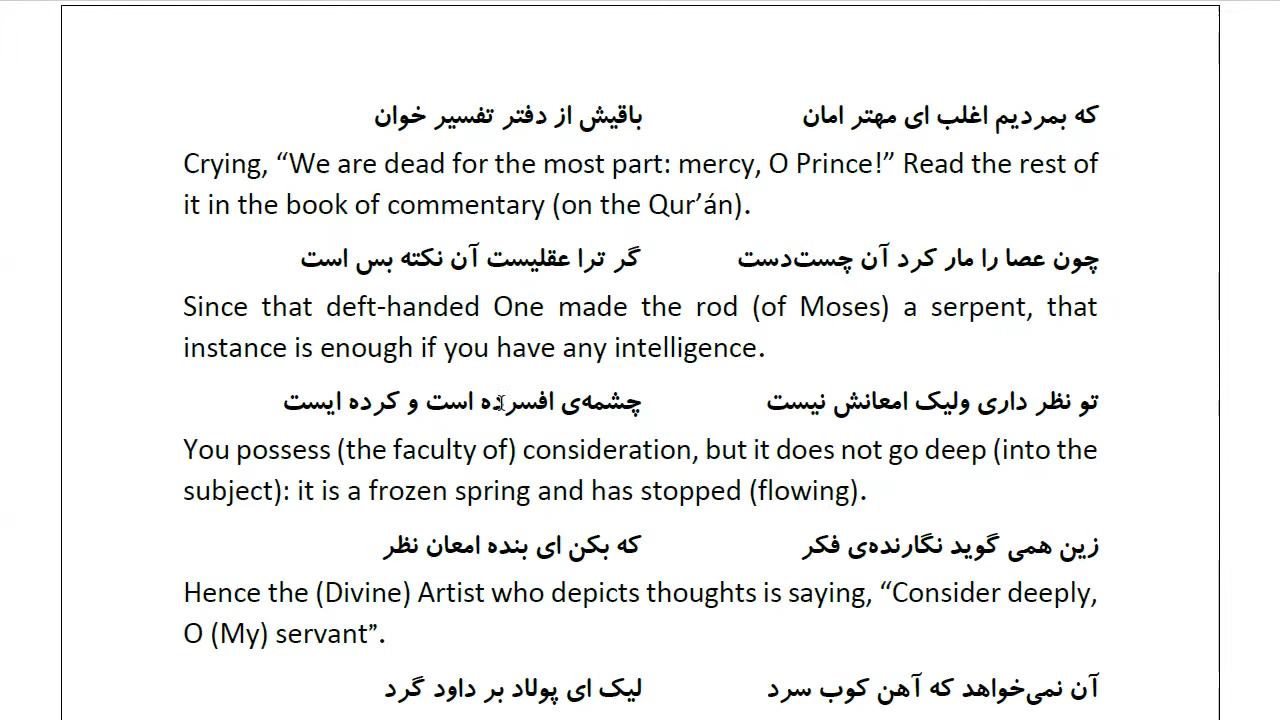 که بمردیم اغلب ای مهتر امان باقیش از دفتر تفسیر خوان
Crying, “We are dead for the most part: mercy, O Prince!” Read the rest of
it in the book of commentary (on the Qur’án).
چون عصا را مار کرد آن چست‌دست گر ترا عقلیست آن نکته بس است
Since that deft-handed One made the rod (of Moses) a serpent, that
instance is enough if you have any intelligence.
تو نظر داری ولیک امعانش نیست چشمه‌ی افسرده است و کرده ایست
You possess (the faculty of) consideration, but it does not go deep (into the
subject): it is a frozen spring and has stopped (flowing).
زین همی گوید نگارنده‌ی فکر که بکن ای بنده امعان نظر
Hence the (Divine) Artist who depicts thoughts is saying, “Consider deeply,
O (My) servant”.
آن نمی‌خواهد که آهن کوب سرد لیک ای پولاد بر داود گرد